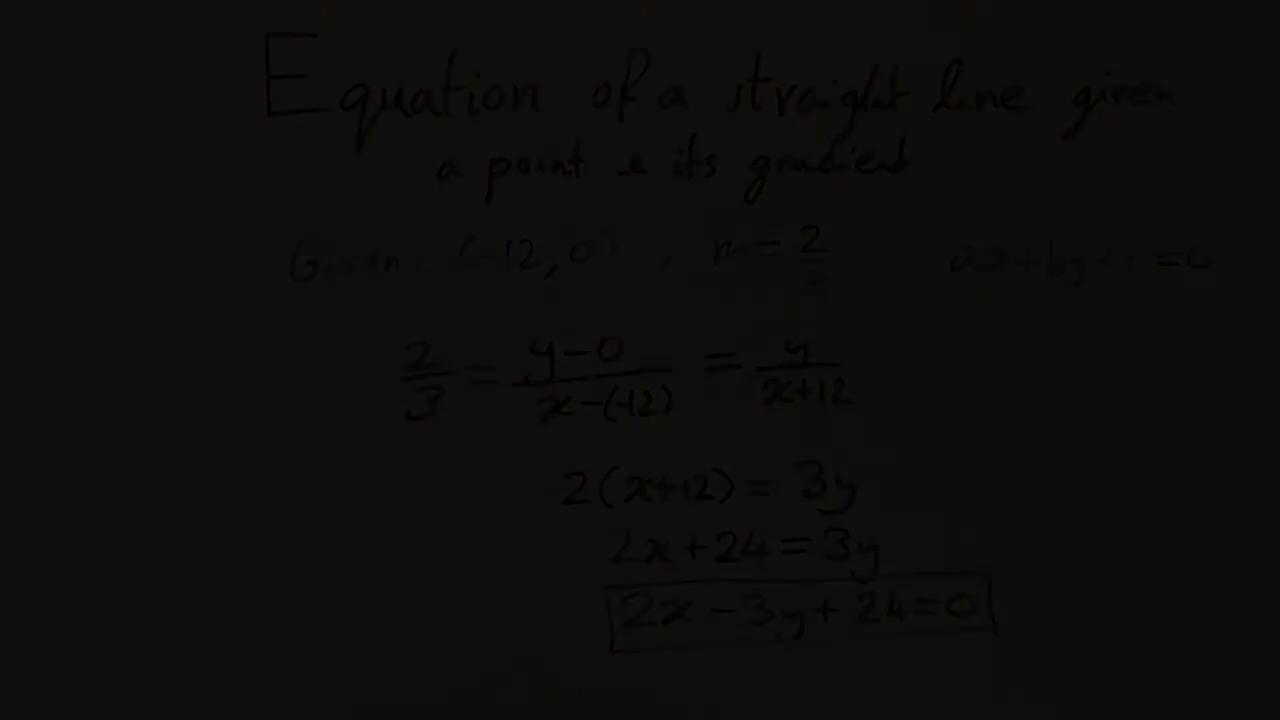 Equation of a straight line given
a point & its gradient
Given: (-12, 0), m = 2/3 ax+by+c=0
2/3 = y-0/x-(-12) = y/x+12
2(x+12) = 3y
2x+24=3y
2x-3y+24=0